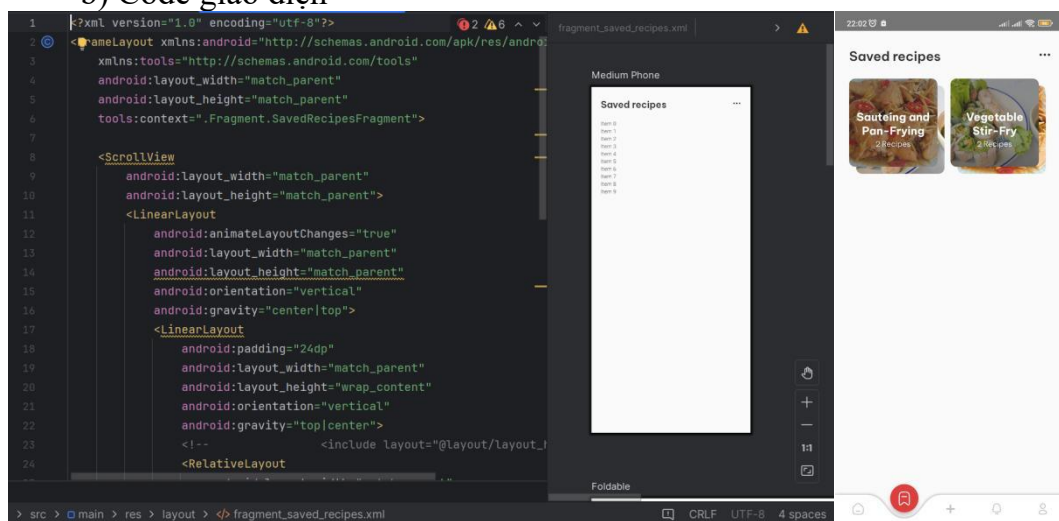 b) Code giao diện
1 <?xml version="1.0" encoding="utf-8"?>
2 6
2 <FrameLayout xmlns:android="http://schemas.android.com/apk/res/andro
3 xmlns:tools="http://schemas.android.com/tools"
4 android:layout_width="match_parent"
5 android:layout_height="match_parent"
6 tools:context=".Fragment.SavedRecipesFragment">
7
8 <ScrollView
9 android:layout_width="match_parent"
10 android:layout_height="match_parent">
11 <LinearLayout
12 android:animateLayoutChanges="true"
13 android:layout_width="match_parent"
14 android:layout_height="match_parent"
15 android:orientation="vertical"
16 android:gravity="center|top">
17 <LinearLayout
18 android:padding="24dp"
19 android:layout_width="match_parent"
20 android:layout_height="wrap_content"
21 android:orientation="vertical"
22 android:gravity="top|center">
23 <!-- <include layout="@layout/layout_h
24 <RelativeLayout
> src > main > res > layout > fragment_saved_recipes.xml
fragment_saved_recipes.xml
Medium Phone
Saved recipes
Item 0
Item 1
Item 2
Item 3
Item 4
Item 5
Item 6
Item 7
Item 8
Item 9
1:1
Foldable
CRLF UTF-8 4 spaces
22:02
Saved recipes
Sauteing and
Pan-Frying
2 Recipes
Vegetable
Stir-Fry
2 Recipes